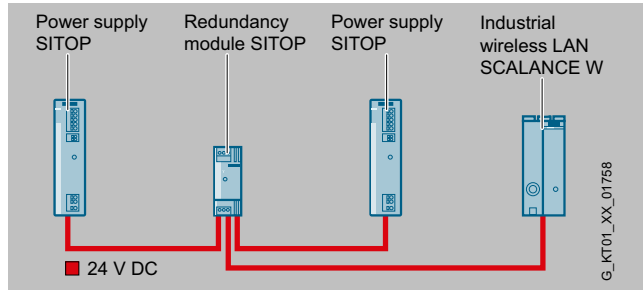 Power supply
SITOP
Redundancy
module SITOP
Power supply
SITOP
Industrial
wireless LAN
SCALANCE W
G_KT01_XX_01758
24 V DC